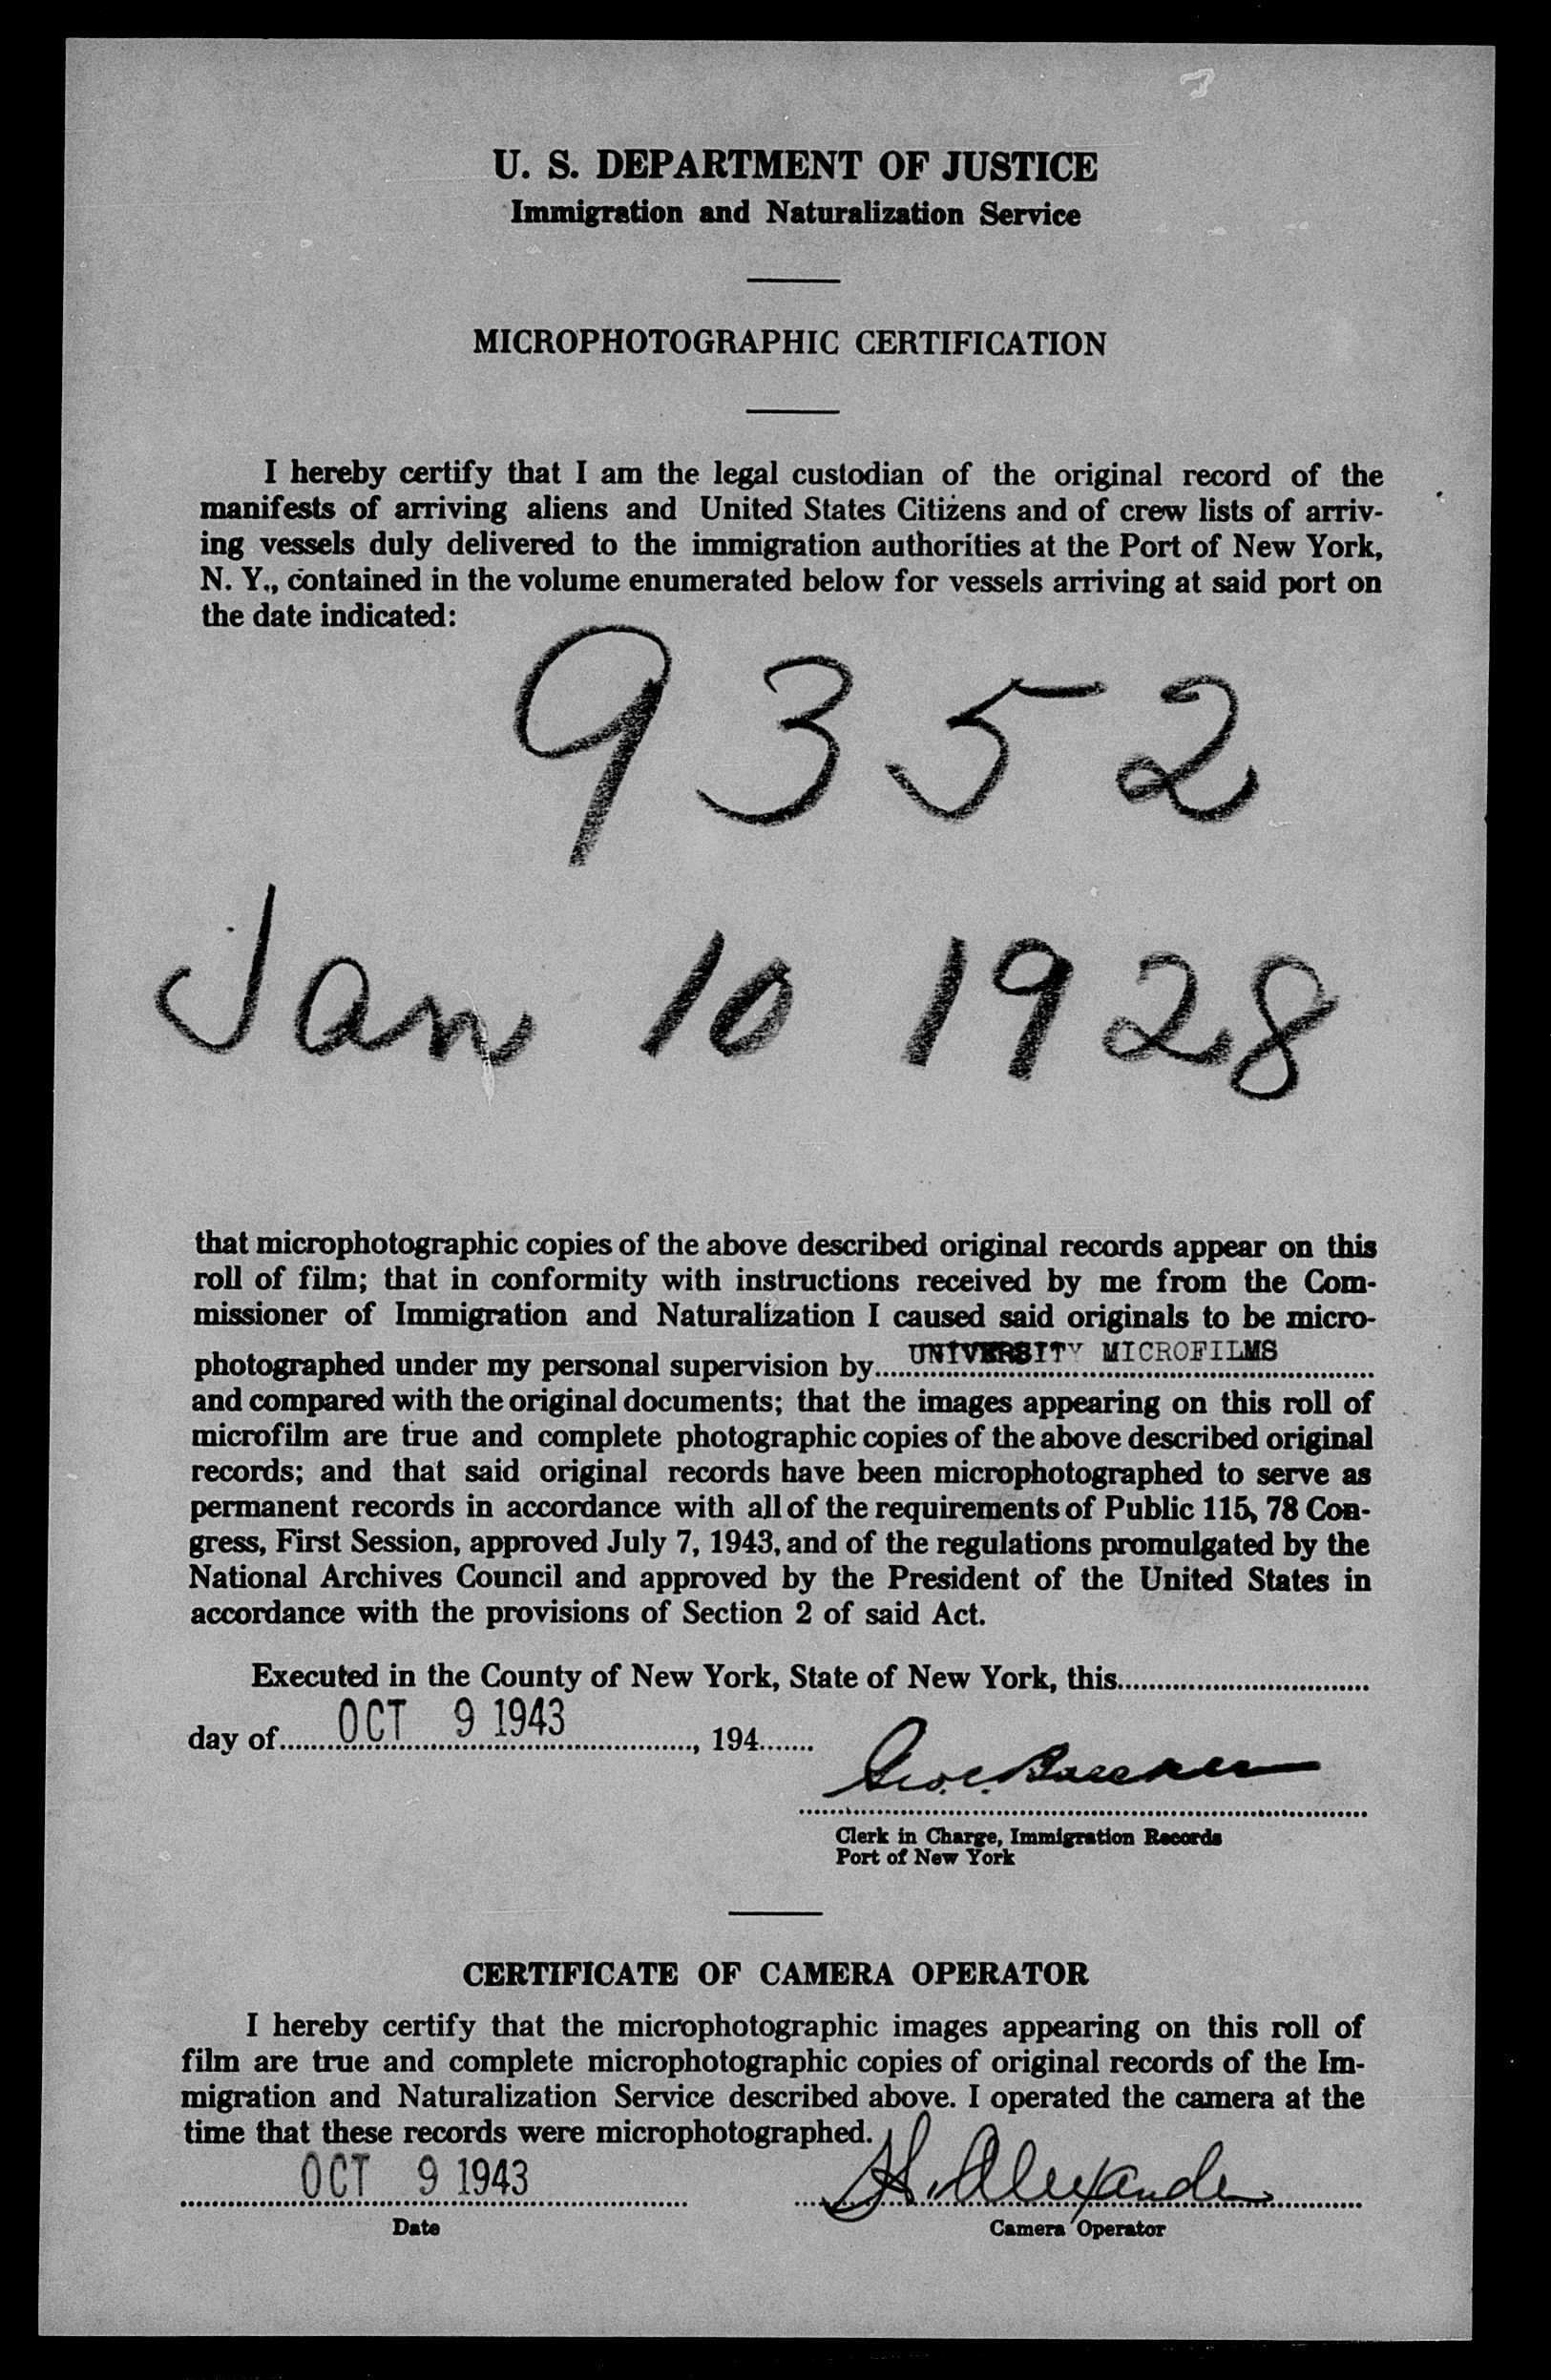 U. S. DEPARTMENT OF JUSTICE
Immigration and Naturalization Service
MICROPHOTOGRAPHIC CERTIFICATION
I hereby certify that I am the legal custodian of the original record of the
manifests of arriving aliens and United States Citizens and of crew lists of arriv-
ing vessels duly delivered to the immigration authorities at the Port of New York,
N. Y., contained in the volume enumerated below for vessels arriving at said port on
the date indicated:
9352
Jan 10 1928
that microphotographic copies of the above described original records appear on this
roll of film; that in conformity with instructions received by me from the Com-
missioner of Immigration and Naturalization I caused said originals to be micro-
photographed under my personal supervision by UNIVERSITY MICROFILMS
and compared with the original documents; that the images appearing on this roll of
microfilm are true and complete photographic copies of the above described original
records; and that said original records have been microphotographed to serve as
permanent records in accordance with all of the requirements of Public 115, 78 Con-
gress, First Session, approved July 7, 1943, and of the regulations promulgated by the
National Archives Council and approved by the President of the United States in
accordance with the provisions of Section 2 of said Act.
Executed in the County of New York, State of New York, this
day of OCT 9 1943, 194
Clerk in Charge, Immigration Records
Port of New York
CERTIFICATE OF CAMERA OPERATOR
I hereby certify that the microphotographic images appearing on this roll of
film are true and complete microphotographic copies of original records of the Im-
migration and Naturalization Service described above. I operated the camera at the
time that these records were microphotographed.
OCT 9 1943 H. Alexander
Date Camera Operator